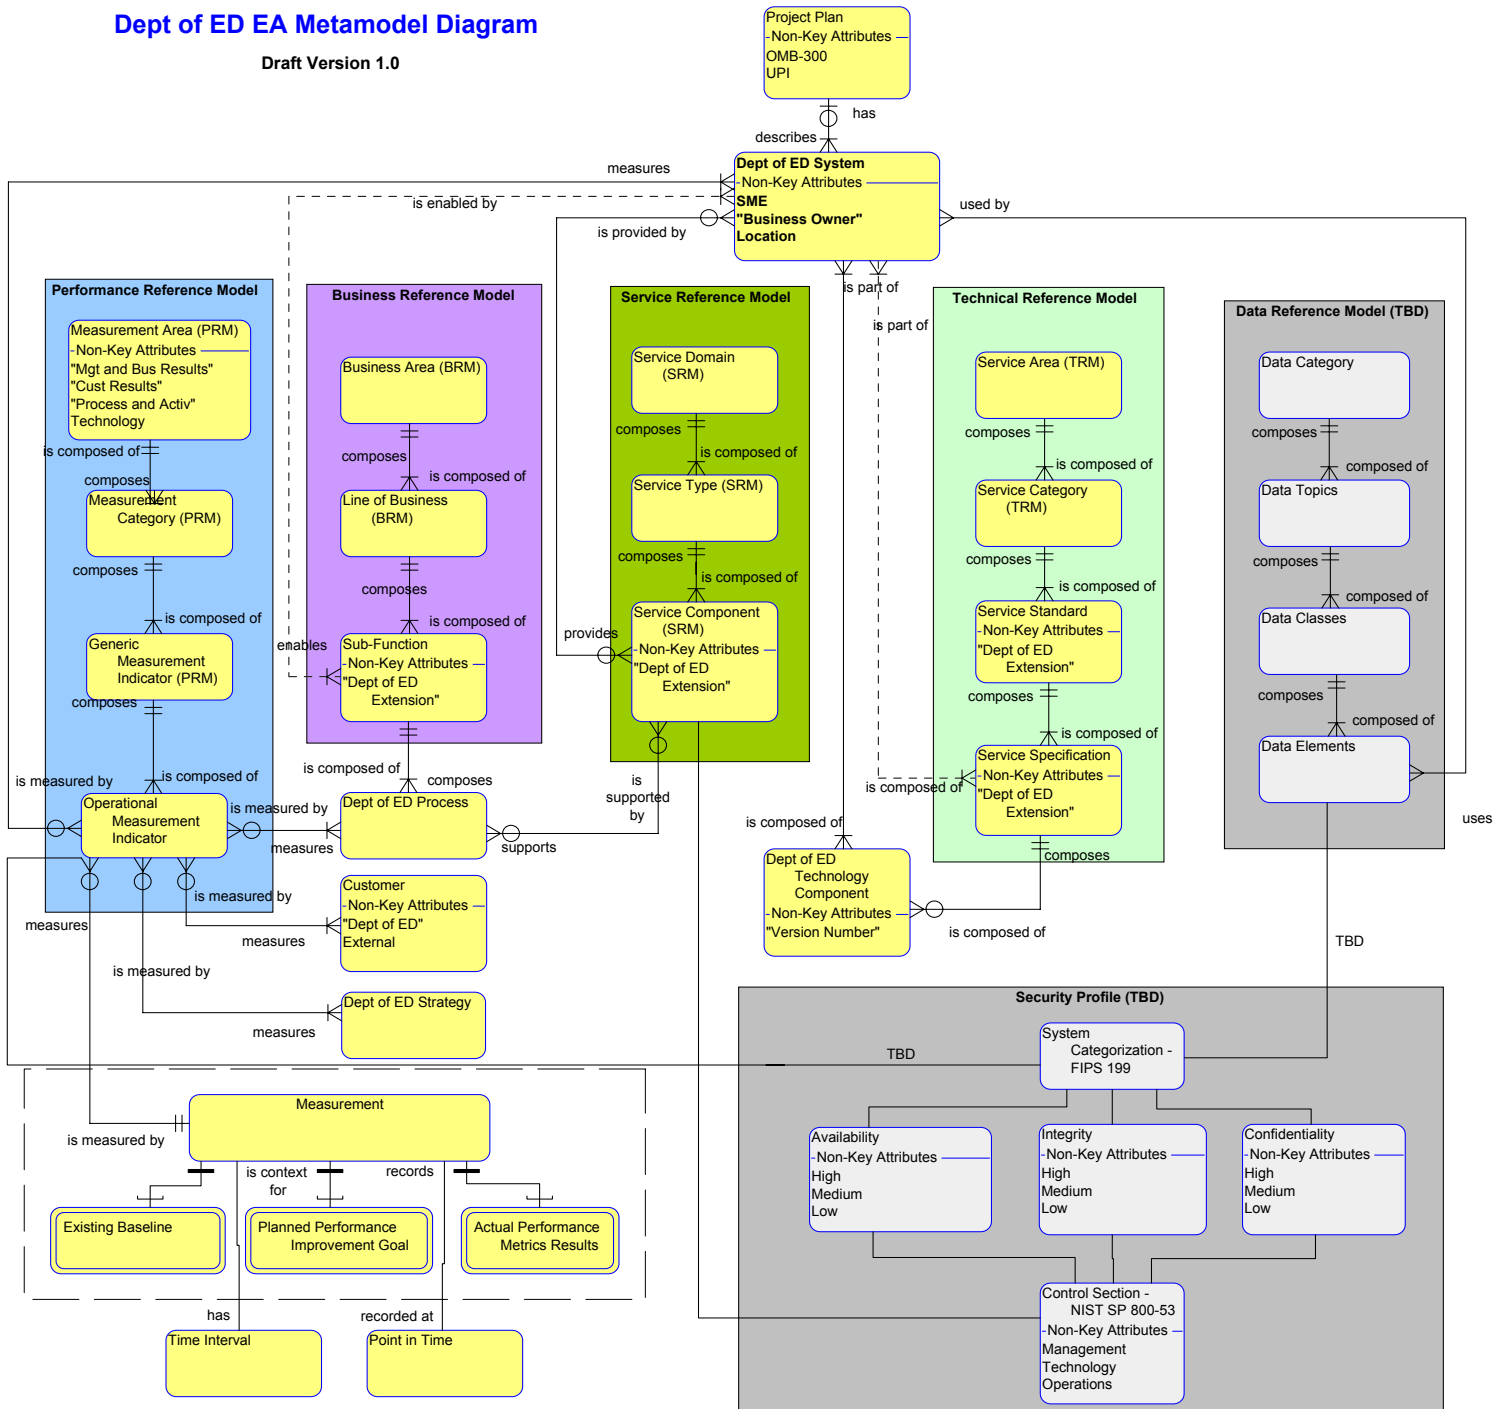 Dept of ED EA Metamodel Diagram
Draft Version 1.0
Project Plan
Non-Key Attributes
OMB-300
UPI
has
describes
Dept of ED System
Non-Key Attributes
SME
"Business Owner"
Location
measures
is enabled by
is provided by
used by
is part of
is part of
Performance Reference Model
Measurement Area (PRM)
Non-Key Attributes
"Mgt and Bus Results"
"Cust Results"
"Process and Activ"
Technology
is composed of
composes
Measurement
Category (PRM)
composes
is composed of
Generic
Measurement
Indicator (PRM)
composes
is composed of
is measured by
Operational
Measurement
Indicator
is measured by
measures
is measured by
measures
measures
is measured by
measures
Business Reference Model
Business Area (BRM)
composes
is composed of
Line of Business
(BRM)
composes
is composed of
enables
Sub-Function
Non-Key Attributes
"Dept of ED
Extension"
is composed of
composes
Dept of ED Process
supports
Customer
Non-Key Attributes
"Dept of ED"
External
Dept of ED Strategy
Service Reference Model
Service Domain
(SRM)
composes
is composed of
Service Type (SRM)
composes
is composed of
provides
Service Component
(SRM)
Non-Key Attributes
"Dept of ED
Extension"
is
supported
by
Technical Reference Model
Service Area (TRM)
composes
is composed of
Service Category
(TRM)
composes
is composed of
Service Standard
Non-Key Attributes
"Dept of ED
Extension"
composes
is composed of
Service Specification
Non-Key Attributes
"Dept of ED
Extension"
is composed of
composes
is composed of
Dept of ED
Technology
Component
Non-Key Attributes
"Version Number"
is composed of
Data Reference Model (TBD)
Data Category
composes
is composed of
Data Topics
composes
is composed of
Data Classes
composes
is composed of
Data Elements
uses
TBD
Security Profile (TBD)
TBD
System
Categorization -
FIPS 199
Availability
Non-Key Attributes
High
Medium
Low
Integrity
Non-Key Attributes
High
Medium
Low
Confidentiality
Non-Key Attributes
High
Medium
Low
Control Section -
NIST SP 800-53
Non-Key Attributes
Management
Technology
Operations
Measurement
is measured by
is context
for
records
Existing Baseline
Planned Performance
Improvement Goal
Actual Performance
Metrics Results
has
recorded at
Time Interval
Point in Time